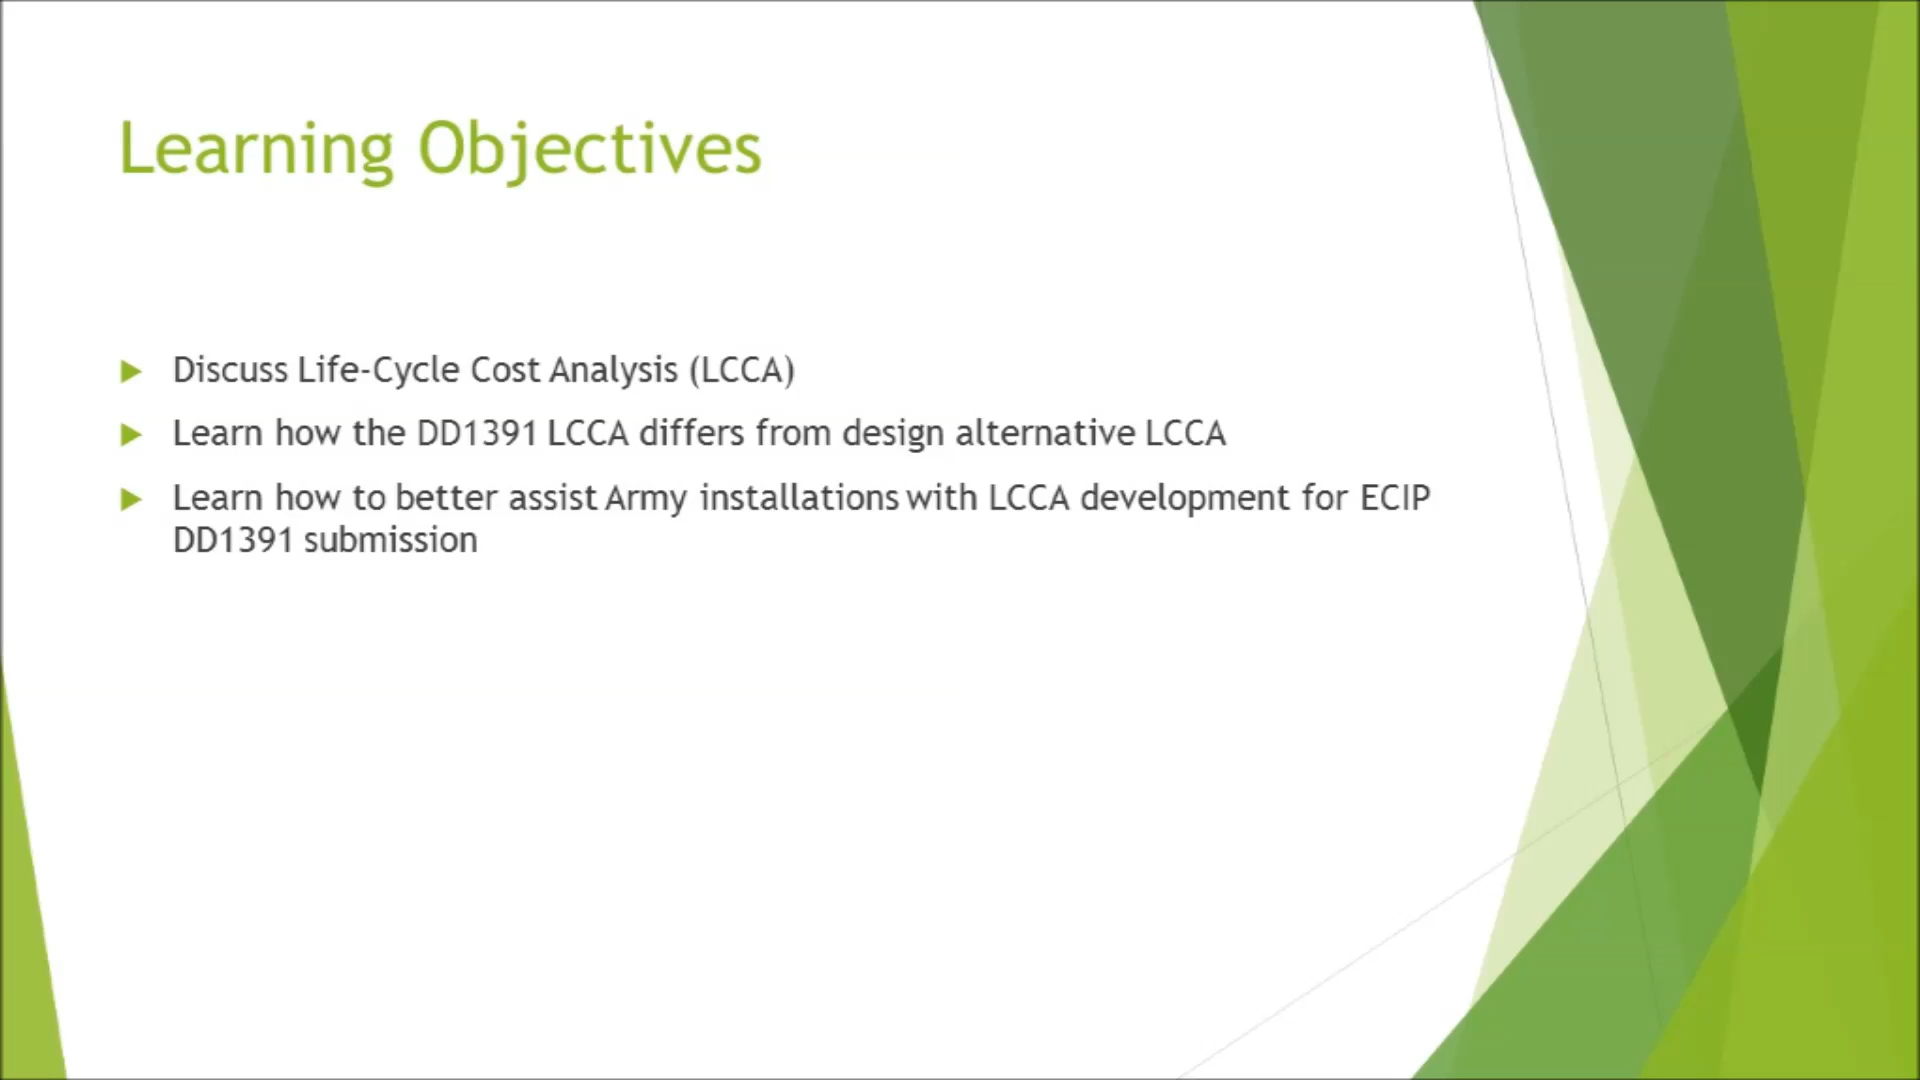 Learning Objectives
Discuss Life-Cycle Cost Analysis (LCCA)
Learn how the DD1391 LCCA differs from design alternative LCCA
Learn how to better assist Army installations with LCCA development for ECIP
DD1391 submission